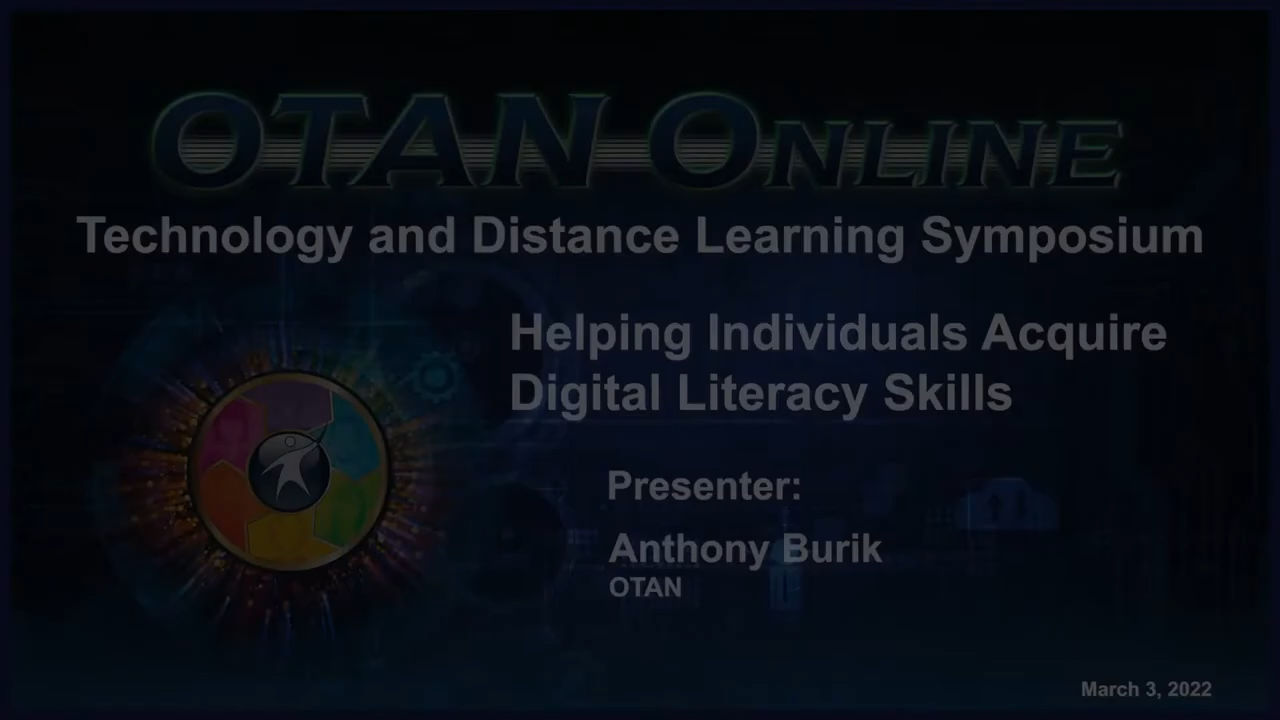 OTAN ONLINE
Technology and Distance Learning Symposium
Helping Individuals Acquire
Digital Literacy Skills
Presenter:
Anthony Burik
OTAN
March 3, 2022